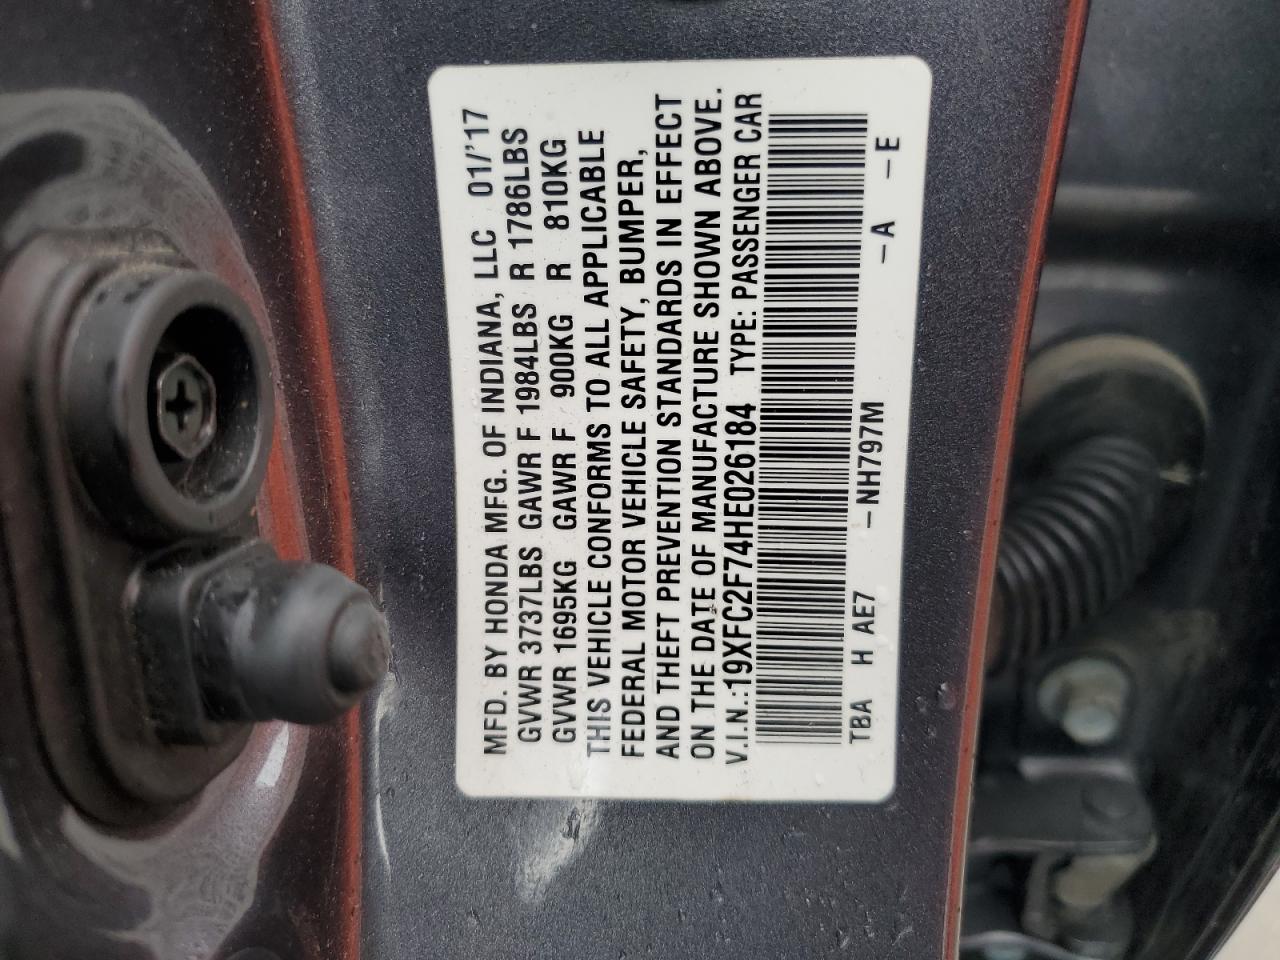 MFD. BY HONDA MFG. OF INDIANA, LLC 01/'17
GVWR 3737LBS GAWR F 1984LBS R 1786LBS
GVWR 1695KG GAWR F 900KG R 810KG
THIS VEHICLE CONFORMS TO ALL APPLICABLE
FEDERAL MOTOR VEHICLE SAFETY, BUMPER,
AND THEFT PREVENTION STANDARDS IN EFFECT
ON THE DATE OF MANUFACTURE SHOWN ABOVE.
V.I.N.:19XFC2F74HE026184 TYPE: PASSENGER CAR
TBA H AE7 -NH797M -A -E